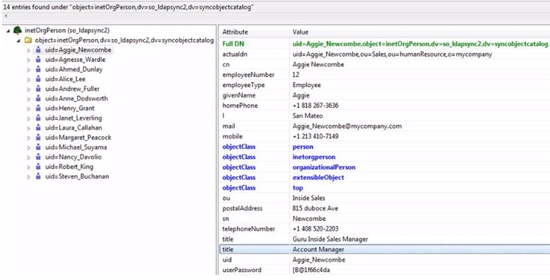 14 entries found under "object=inetOrgPerson,dv=so_ldapsync2,dv=syncobjectcatalog"
inetOrgPerson (so_ldapsync2)
object=inetOrgPerson,dv=so_ldapsync2,dv=syncobjectcatalog
uid=Aggie_Newcombe
uid=Agnesse_Wardle
uid=Ahmed_Dunlay
uid=Alice_Lee
uid=Andrew_Fuller
uid=Anne_Dodsworth
uid=Henry_Grant
uid=Janet_Leverling
uid=Laura_Callahan
uid=Margaret_Peacock
uid=Michael_Suyama
uid=Nancy_Davolio
uid=Robert_King
uid=Steven_Buchanan
Attribute Value
Full DN uid=Aggie_Newcombe,object=inetOrgPerson,dv=so_ldapsync2,dv=syncobjectcatalog
actualdn uid=Aggie_Newcombe,ou=Sales,ou=humanResource,o=mycompany
cn Aggie Newcombe
employeeNumber 12
employeeType Employee
givenName Aggie
homePhone +1 818 267-3636
l San Mateo
mail Aggie_Newcombe@mycompany.com
mobile +1 213 410-7149
objectClass person
objectClass inetorgperson
objectClass organizationalPerson
objectClass extensibleObject
objectClass top
ou Inside Sales
postalAddress 815 duboce Ave
sn Newcombe
telephoneNumber +1 408 520-2203
title Guru Inside Sales Manager
title Account Manager
uid Aggie_Newcombe
userPassword [B@1f66c4da